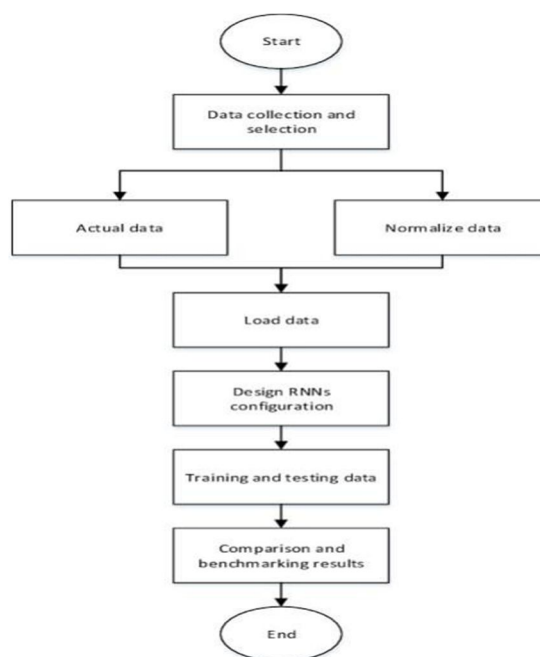 Start
Data collection and
selection
Actual data
Normalize data
Load data
Design RNNs
configuration
Training and testing data
Comparison and
benchmarking results
End